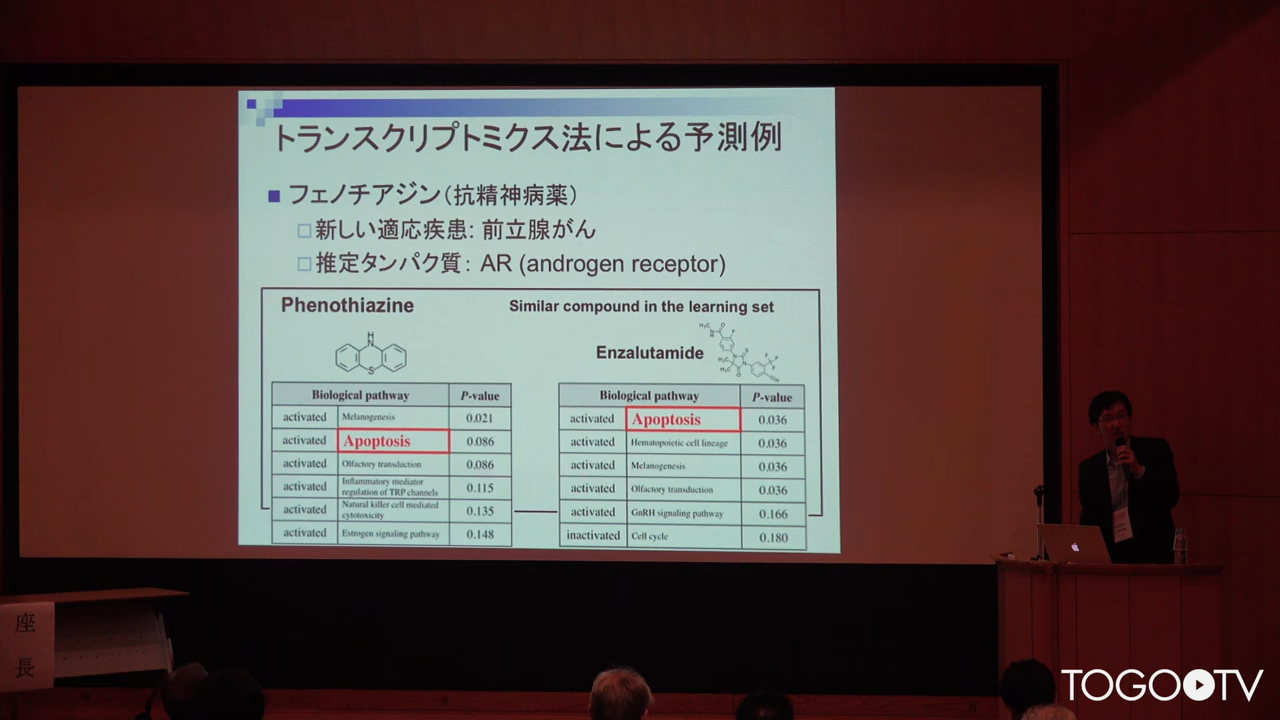 トランスクリプトミクス法による予測例
フェノチアジン（抗精神病薬）
新しい適応疾患: 前立腺がん
推定タンパク質: AR (androgen receptor)
Phenothiazine
H
N
S
Biological pathway P-value
activated Melanogenesis 0.021
activated Apoptosis 0.086
activated Olfactory transduction 0.086
activated Inflammatory mediator regulation of TRP channels 0.115
activated Natural killer cell mediated cytotoxicity 0.135
activated Estrogen signaling pathway 0.148
Similar compound in the learning set
Enzalutamide
Biological pathway P-value
activated Apoptosis 0.036
activated Hematopoietic cell lineage 0.036
activated Melanogenesis 0.036
activated Olfactory transduction 0.036
activated GnRH signaling pathway 0.166
inactivated Cell cycle 0.180
座長
TOGOTV